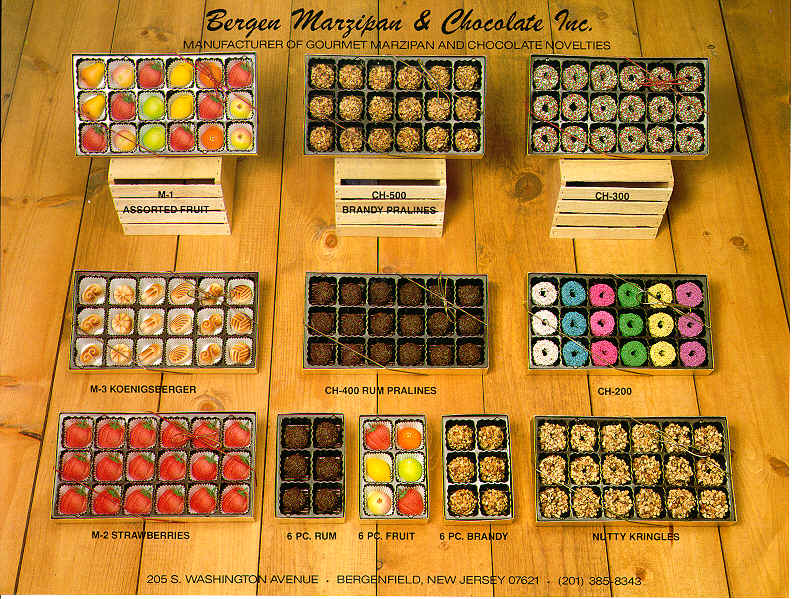 Bergen Marzipan & Chocolate Inc.
MANUFACTURER OF GOURMET MARZIPAN AND CHOCOLATE NOVELTIES
M-1
ASSORTED FRUIT
CH-500
BRANDY PRALINES
CH-300
M-3 KOENIGSBERGER
CH-400 RUM PRALINES
CH-200
M-2 STRAWBERRIES
6 PC. RUM
6 PC. FRUIT
6 PC. BRANDY
NUTTY KRINGLES
205 S. WASHINGTON AVENUE · BERGENFIELD, NEW JERSEY 07621 · (201) 385-8343